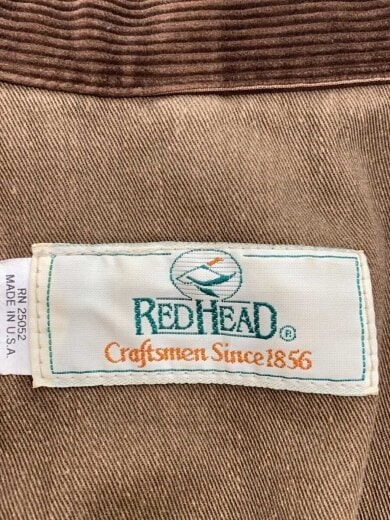 REDHEAD®
Craftsmen Since 1856
RN 25052
MADE IN U.S.A.